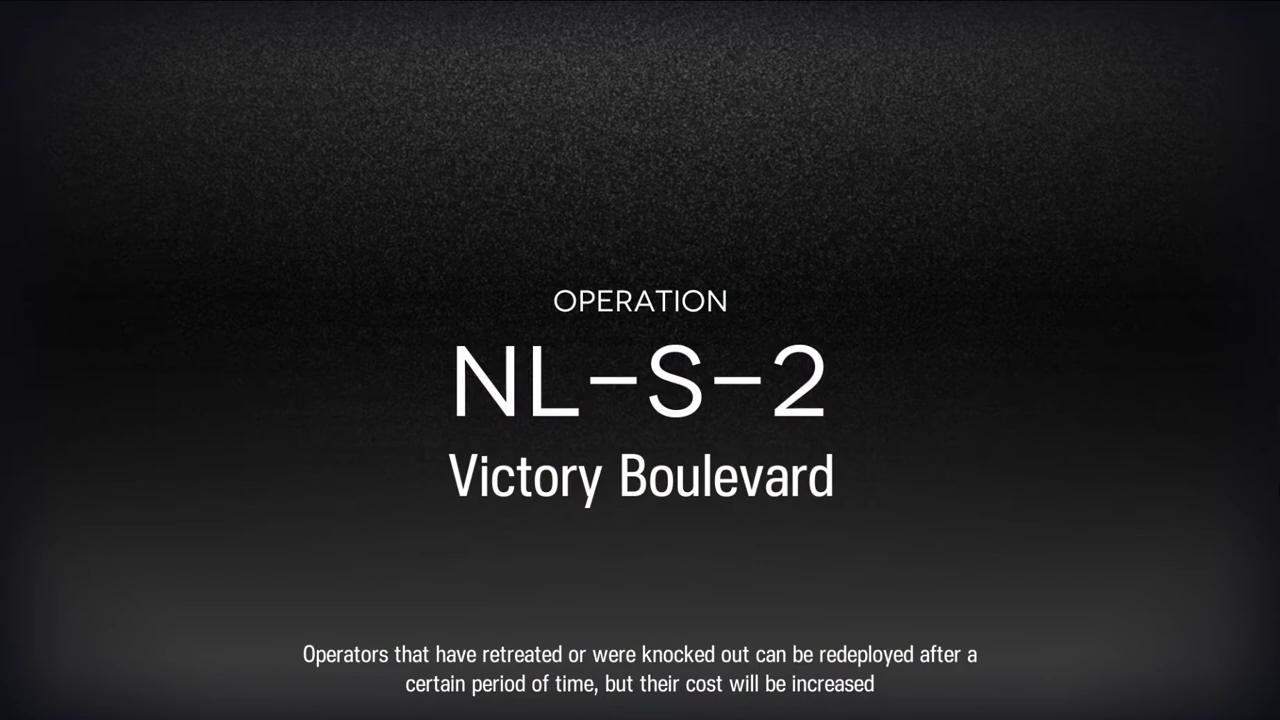 OPERATION
NL-S-2
Victory Boulevard
Operators that have retreated or were knocked out can be redeployed after a
certain period of time, but their cost will be increased